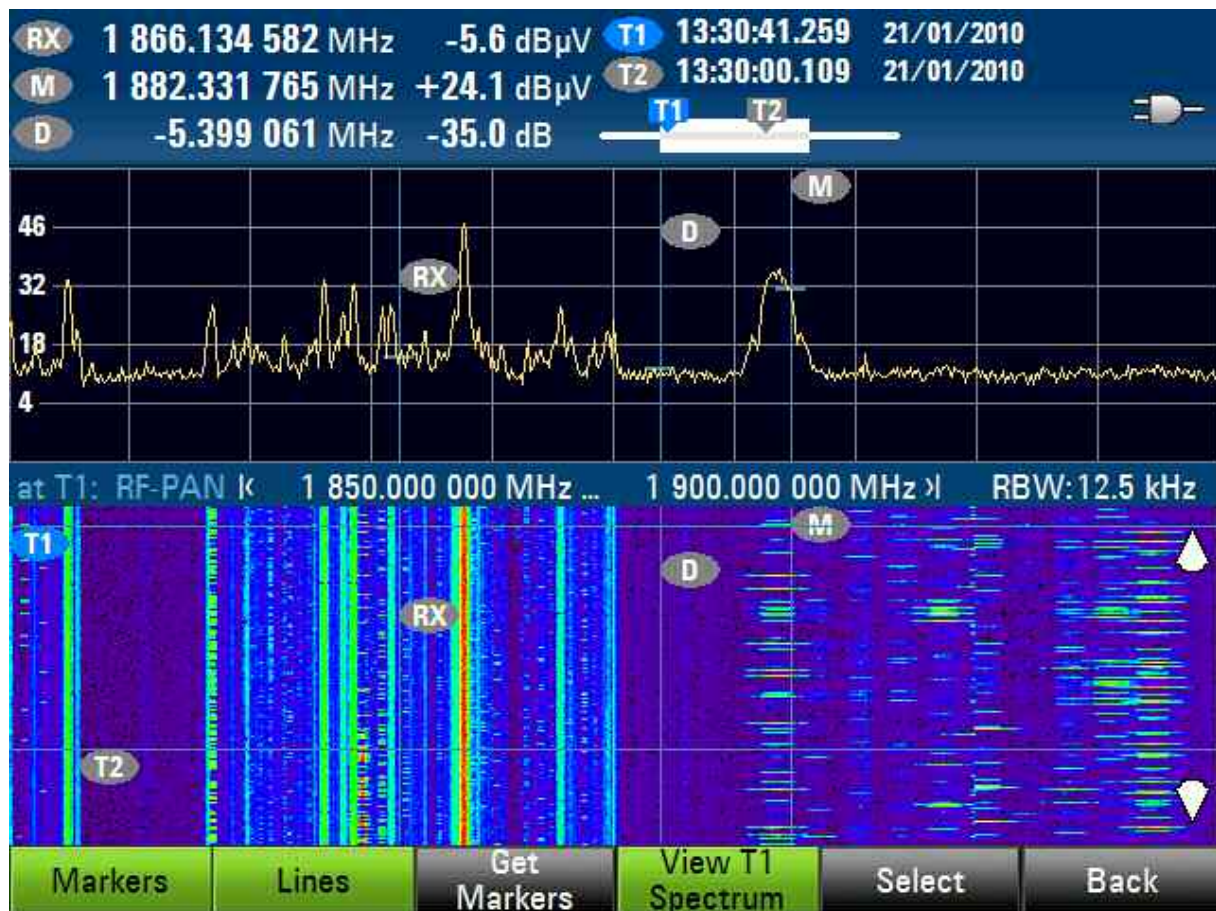 RX 1 866.134 582 MHz -5.6 dBµV T1 13:30:41.259 21/01/2010
M 1 882.331 765 MHz +24.1 dBµV T2 13:30:00.109 21/01/2010
D -5.399 061 MHz -35.0 dB
T1 T2
M
46 D
32 RX
18
4
at T1: RF-PAN 1 850.000 000 MHz ... 1 900.000 000 MHz RBW: 12.5 kHz
T1 M
D
RX
T2
Markers Lines Get Markers View T1 Spectrum Select Back